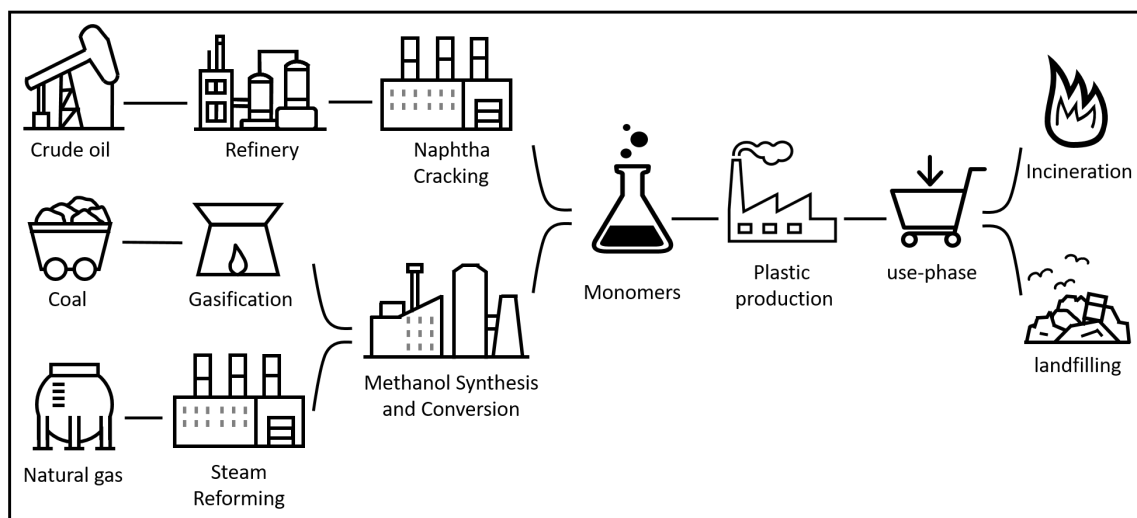 Crude oil
Refinery
Naphtha
Cracking
Coal
Gasification
Natural gas
Steam
Reforming
Methanol Synthesis
and Conversion
Monomers
Plastic
production
use-phase
Incineration
landfilling